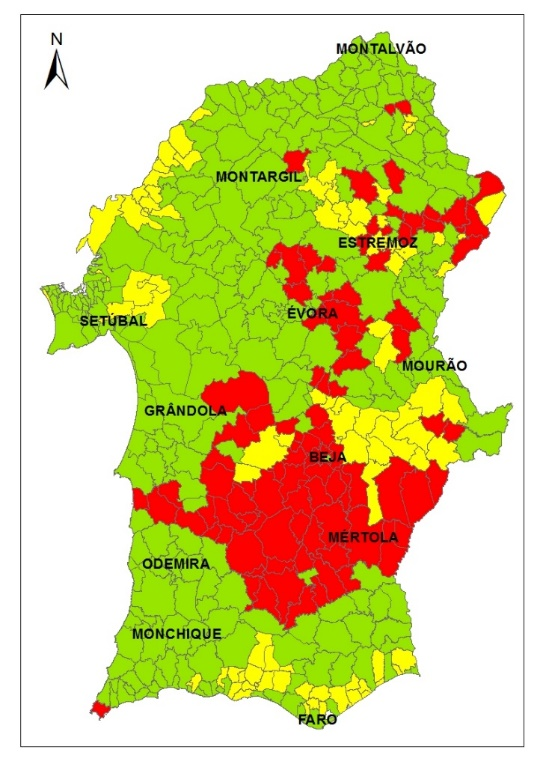 N
MONTALVÃO
MONTARGIL
ESTREMOZ
ÉVORA
SETÚBAL
MOURÃO
GRÂNDOLA
BEJA
MÉRTOLA
ODEMIRA
MONCHIQUE
FARO